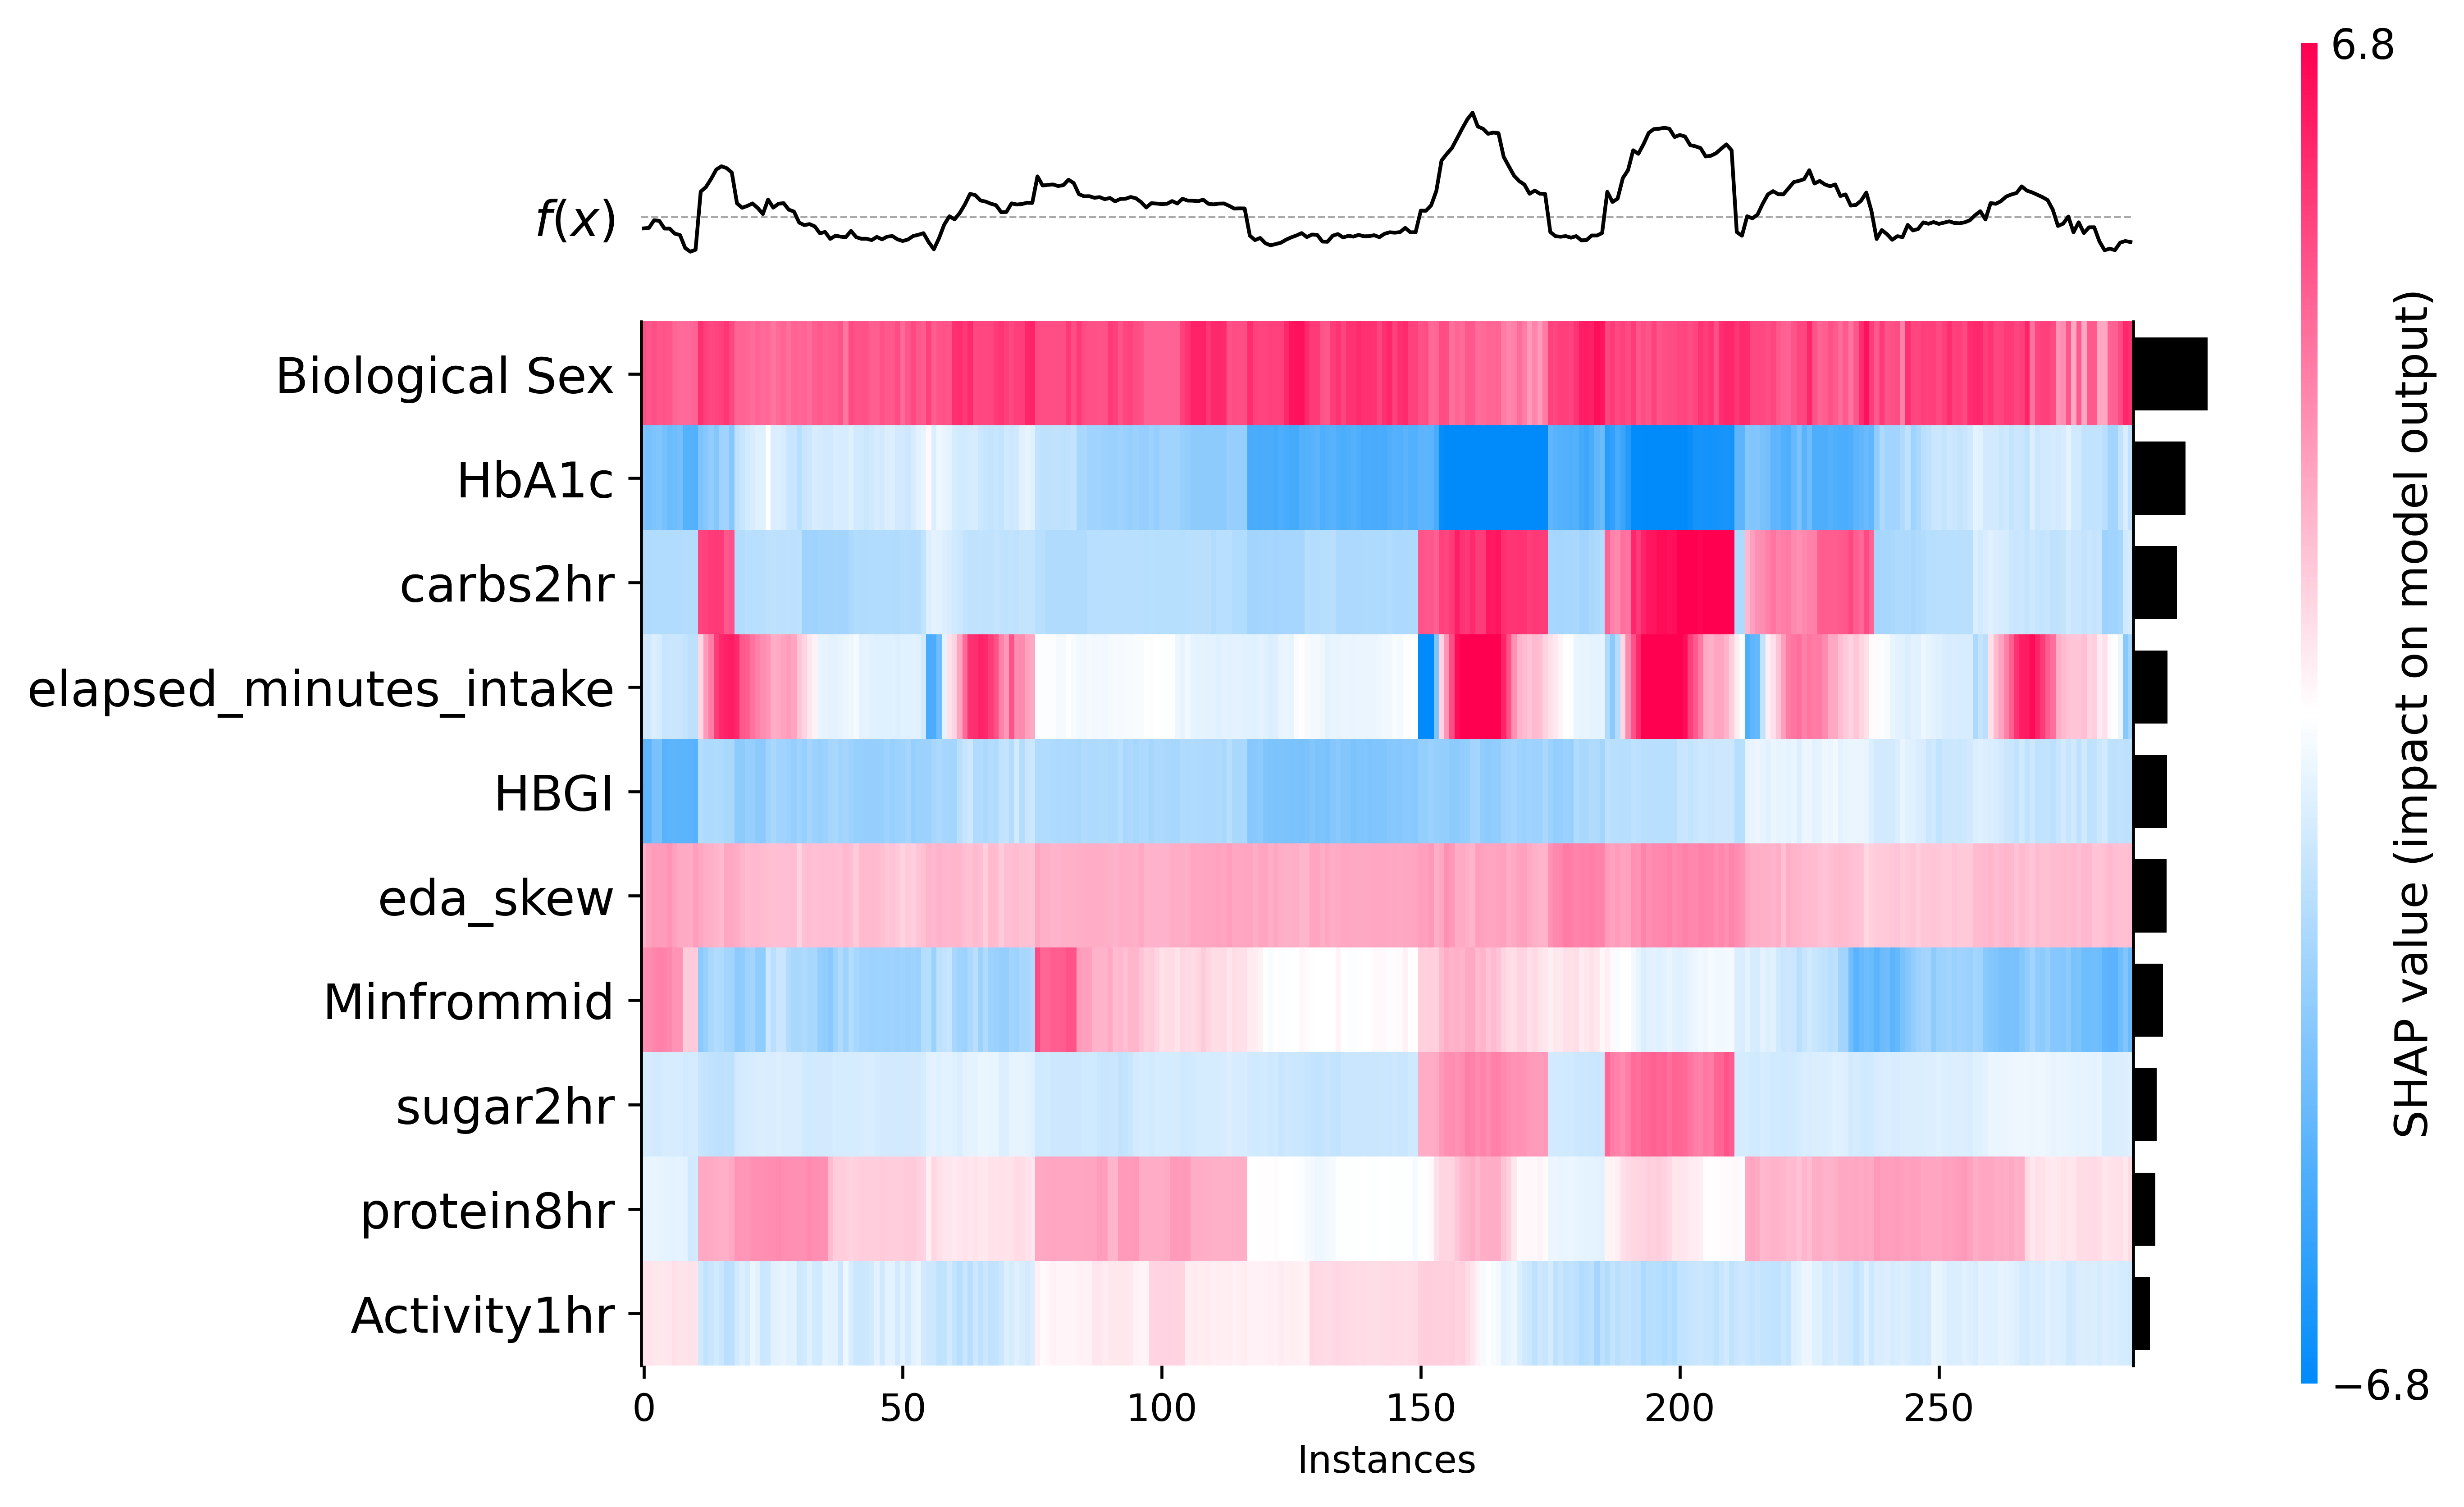 6.8
f(x)
Biological Sex
HbA1c
carbs2hr
elapsed_minutes_intake
HBGI
eda_skew
Minfrommid
sugar2hr
protein8hr
Activity1hr
0 50 100 150 200 250
Instances
SHAP value (impact on model output)
−6.8